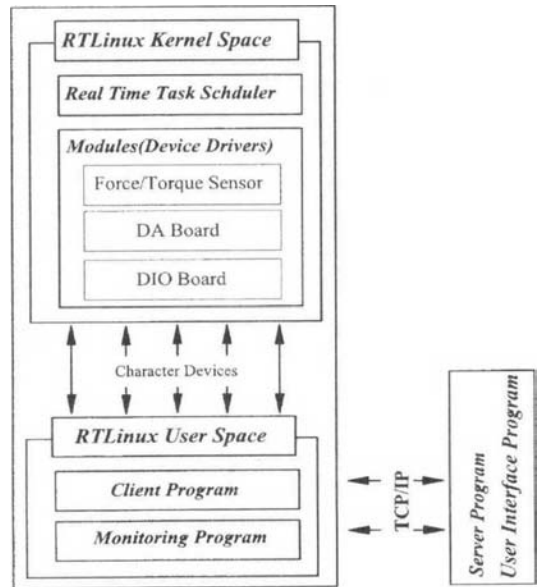 RTLinux Kernel Space
Real Time Task Schduler
Modules(Device Drivers)
Force/Torque Sensor
DA Board
DIO Board
Character Devices
RTLinux User Space
Client Program
Monitoring Program
TCP/IP
Server Program
User Interface Program